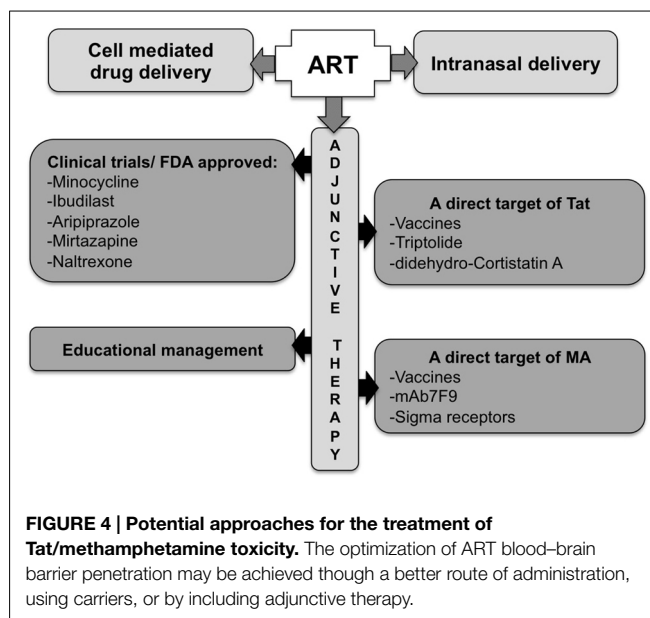 Cell mediated
drug delivery
ART
Intranasal delivery
ADJUNCTIVE THERAPY
Clinical trials/ FDA approved:
-Minocycline
-Ibudilast
-Aripiprazole
-Mirtazapine
-Naltrexone
A direct target of Tat
-Vaccines
-Triptolide
-didehydro-Cortistatin A
Educational management
A direct target of MA
-Vaccines
-mAb7F9
-Sigma receptors
FIGURE 4 | Potential approaches for the treatment of
Tat/methamphetamine toxicity. The optimization of ART blood–brain
barrier penetration may be achieved though a better route of administration,
using carriers, or by including adjunctive therapy.